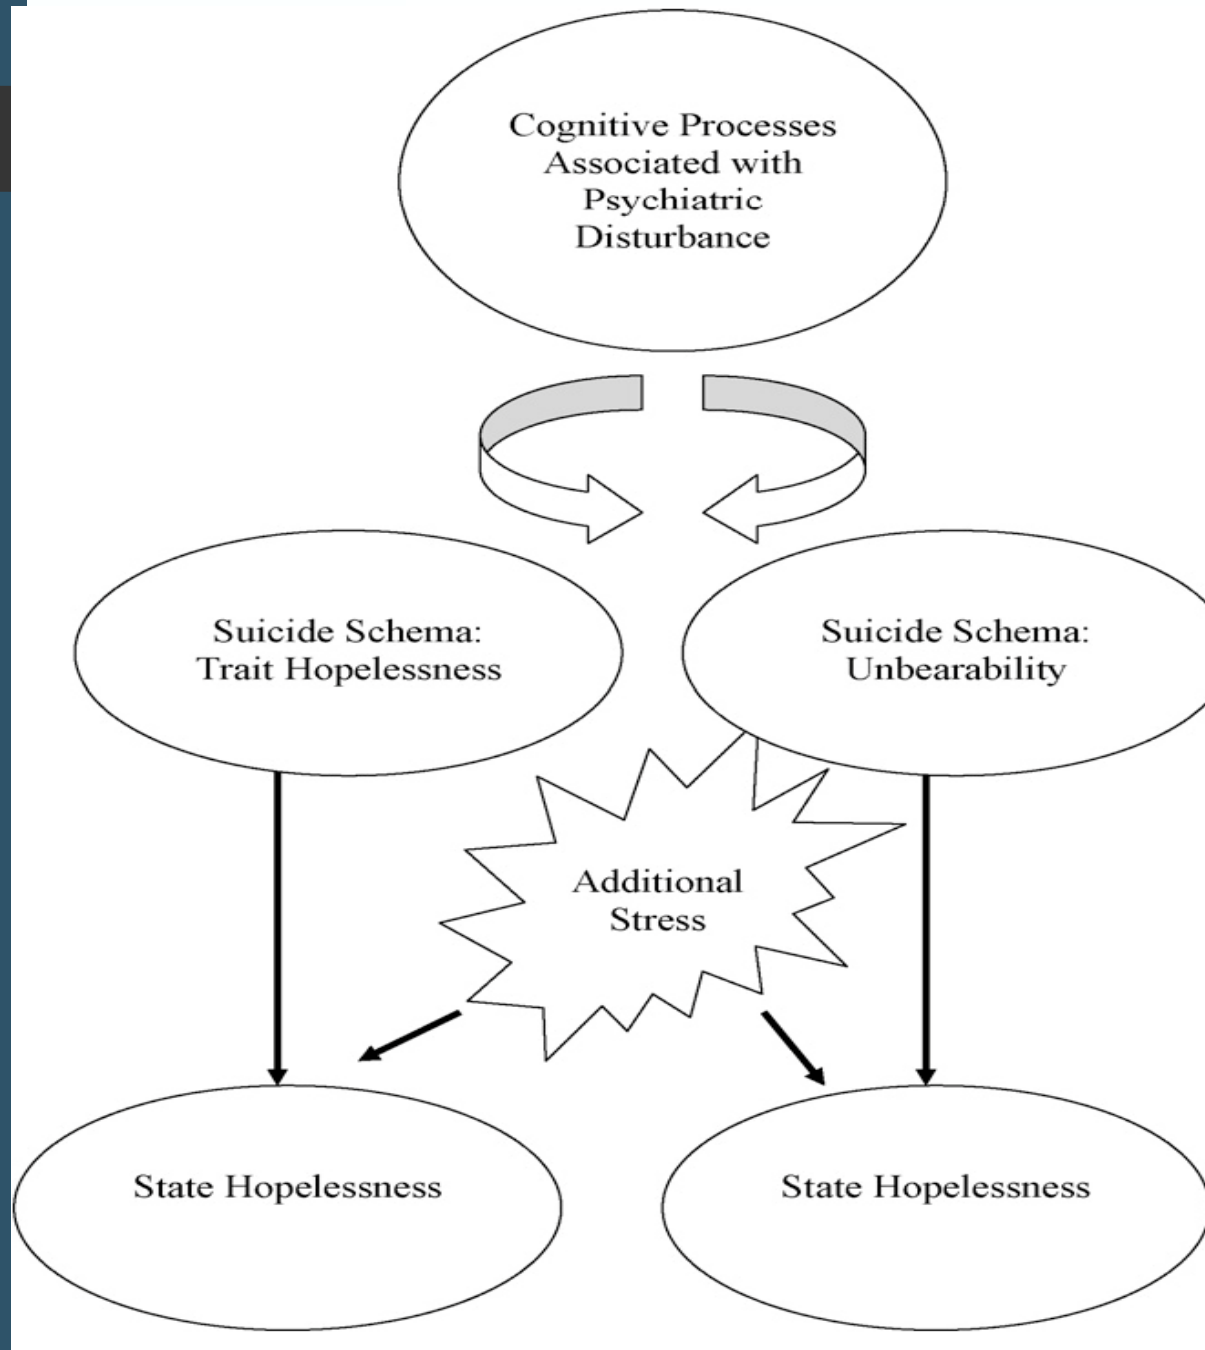 Cognitive Processes
Associated with
Psychiatric
Disturbance
Suicide Schema:
Trait Hopelessness
Suicide Schema:
Unbearability
Additional
Stress
State Hopelessness
State Hopelessness